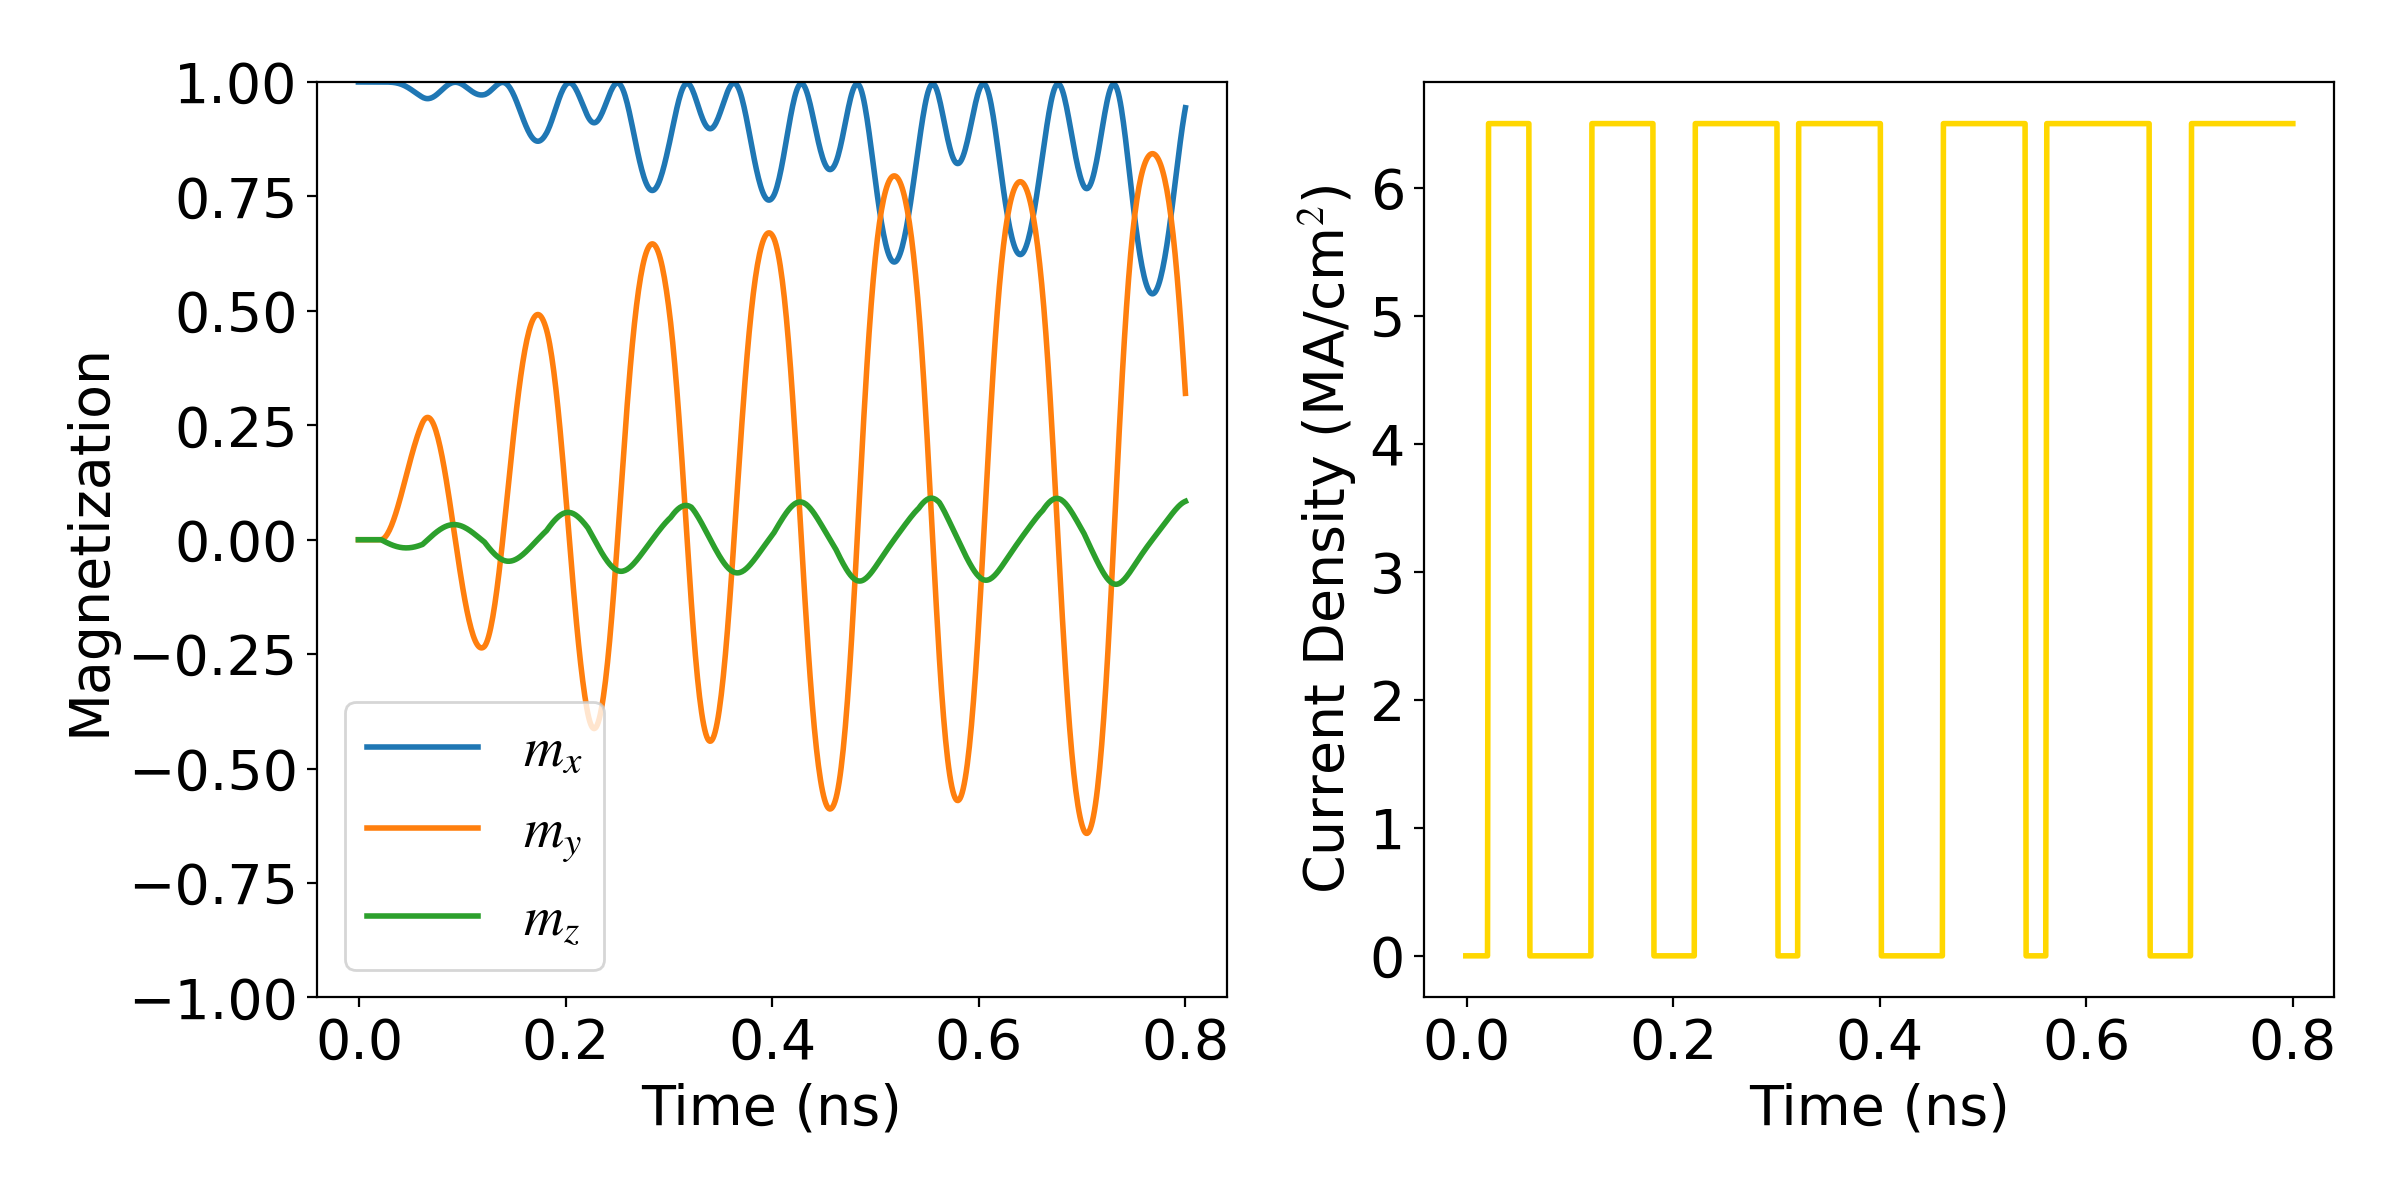 1.00
0.75
0.50
0.25
0.00
−0.25
−0.50
−0.75
−1.00
Magnetization
m_x
m_y
m_z
0.0 0.2 0.4 0.6 0.8
Time (ns)
6
5
4
3
2
1
0
Current Density (MA/cm²)
0.0 0.2 0.4 0.6 0.8
Time (ns)